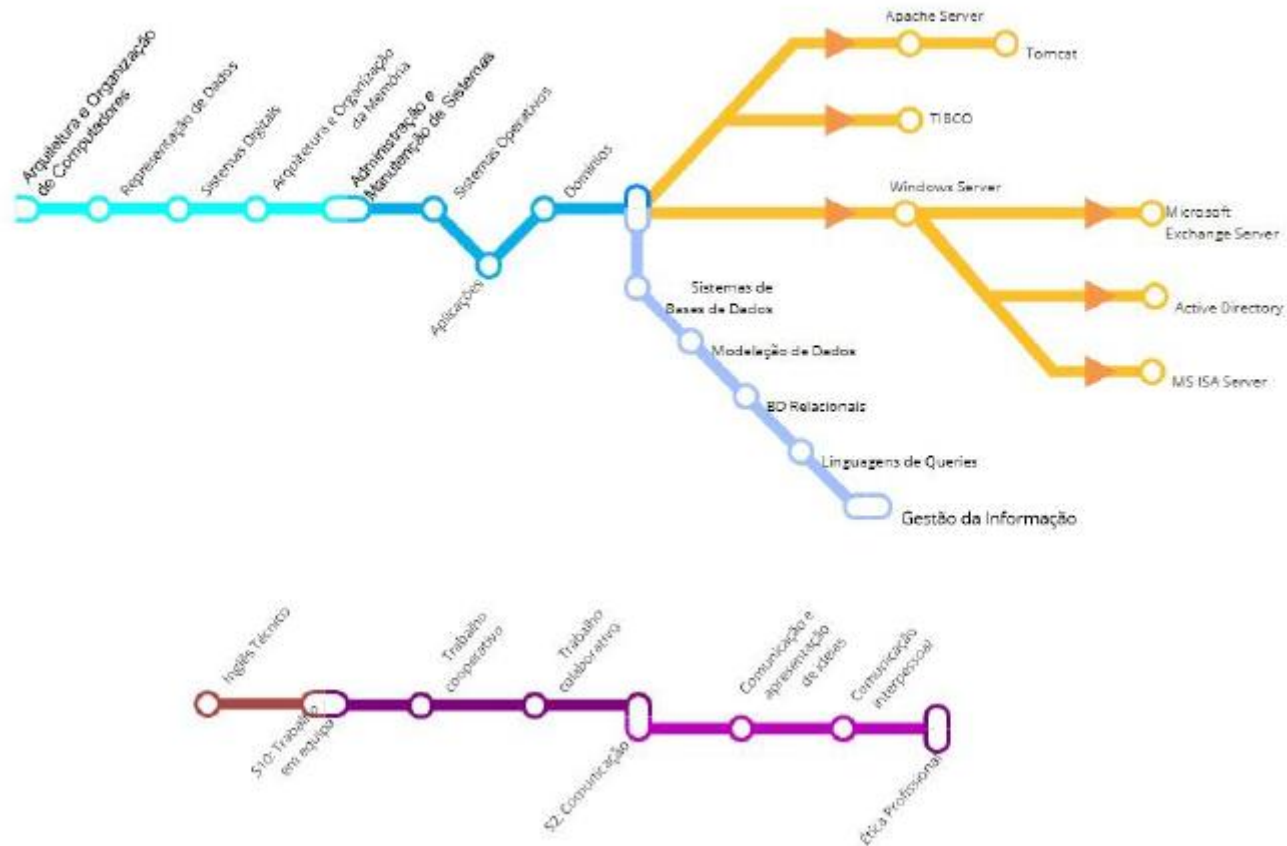 Apache Server
Tomcat
TIBCO
Arquitetura e Organização
de Computadores
Representação de Dados
Sistemas Digitais
Arquitetura e Organização
da Memória
Administração e
Manutenção de Sistemas
Sistemas Operativos
Aplicações
Domínios
Windows Server
Microsoft
Exchange Server
Active Directory
MS ISA Server
Sistemas de
Bases de Dados
Modelação de Dados
BD Relacionais
Linguagens de Queries
Gestão da Informação
Inglês Técnico
S10: Trabalho
em equipa
Trabalho
cooperativo
Trabalho
colaborativo
S2: Comunicação
Comunicação e
apresentação
de ideias
Comunicação
interpessoal
Ética Profissional